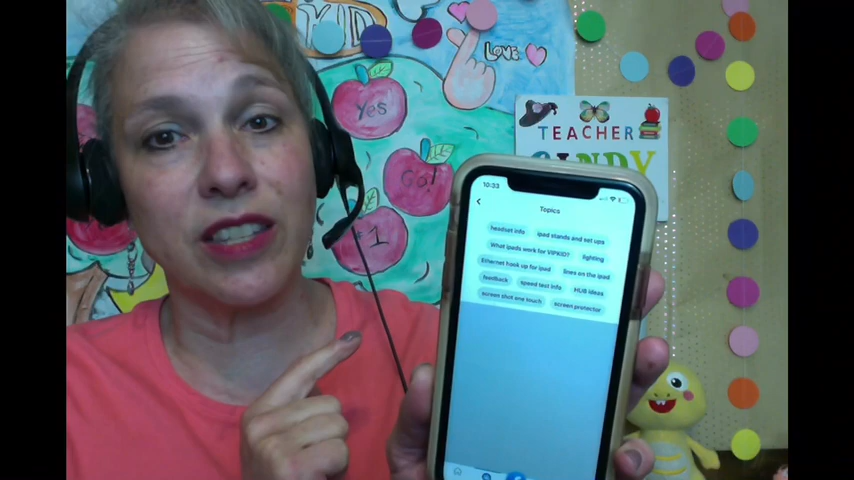 LOVE
Yes
Go!
#1
TEACHER
CINDY
10:33
Topics
headset info
ipad stands and set ups
What ipads work for VIPKID?
lighting
Ethernet hook up for ipad
lines on the ipad
feedback
speed test info
HUB ideas
screen shot one touch
screen protector